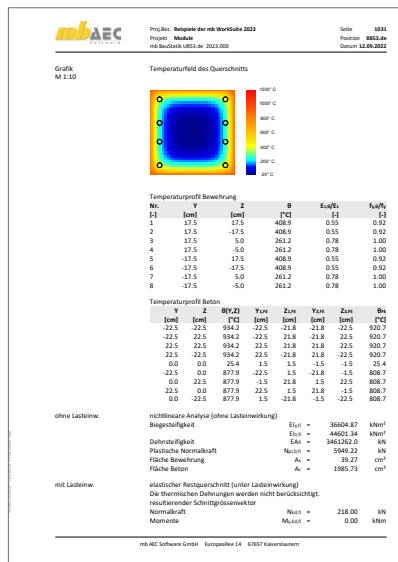 mb AEC
Software
Proj.Bez. Beispiele der mb WorkSuite 2023 Seite 1031
Projekt Module Position B853.de
mb BauStatik U853.de 2023.000 Datum 12.09.2022
Grafik Temperaturfeld des Querschnitts
M 1:10
1200° C
1000° C
800° C
600° C
400° C
200° C
20° C
Temperaturprofil Bewehrung
Nr. Y Z θ Es,θ/Es fy,θ/fy
[-] [cm] [cm] [°C] [-] [-]
1 17.5 17.5 408.9 0.55 0.92
2 17.5 -17.5 408.9 0.55 0.92
3 17.5 5.0 261.2 0.78 1.00
4 17.5 -5.0 261.2 0.78 1.00
5 -17.5 17.5 408.9 0.55 0.92
6 -17.5 -17.5 408.9 0.55 0.92
7 -17.5 5.0 261.2 0.78 1.00
8 -17.5 -5.0 261.2 0.78 1.00
Temperaturprofil Beton
Y Z θ(Y,Z) Y1,FE Z1,FE Y2,FE Z2,FE θFE
[cm] [cm] [°C] [cm] [cm] [cm] [cm] [°C]
-22.5 -22.5 934.2 -22.5 -21.8 -21.8 -22.5 920.7
-22.5 22.5 934.2 -22.5 22.5 -21.8 21.8 920.7
22.5 22.5 934.2 21.8 22.5 22.5 21.8 920.7
22.5 -22.5 934.2 21.8 -21.8 22.5 -22.5 920.7
0.0 0.0 25.4 -1.5 1.5 -1.5 25.4
0.0 -22.5 877.9 -1.5 -21.8 -22.5 808.7
22.5 0.0 877.9 21.8 1.5 22.5 -1.5 808.7
0.0 22.5 877.9 22.5 1.5 21.8 808.7
-22.5 0.0 877.9 -22.5 1.5 -21.8 -1.5 808.7
ohne Lasteinw. nichtlineare Analyse (ohne Lasteinwirkung)
Biegesteifigkeit EIy,fi = 36604.87 kNm²
EIz,fi = 44601.34 kNm²
Dehnsteifigkeit EAfi = 3461262.0 kN
Plastische Normalkraft Npl,0,fi = 5949.22 kN
Fläche Bewehrung As = 39.27 cm²
Fläche Beton Ac = 1985.73 cm²
mit Lasteinw. elastischer Restquerschnitt (unter Lasteinwirkung)
Die thermischen Dehnungen werden nicht berücksichtigt.
resultierender Schnittgrössenvektor
Normalkraft NEd,fi = 218.00 kN
Momente My,Ed,fi = 0.00 kNm
mb AEC Software GmbH Europaallee 14 67657 Kaiserslautern